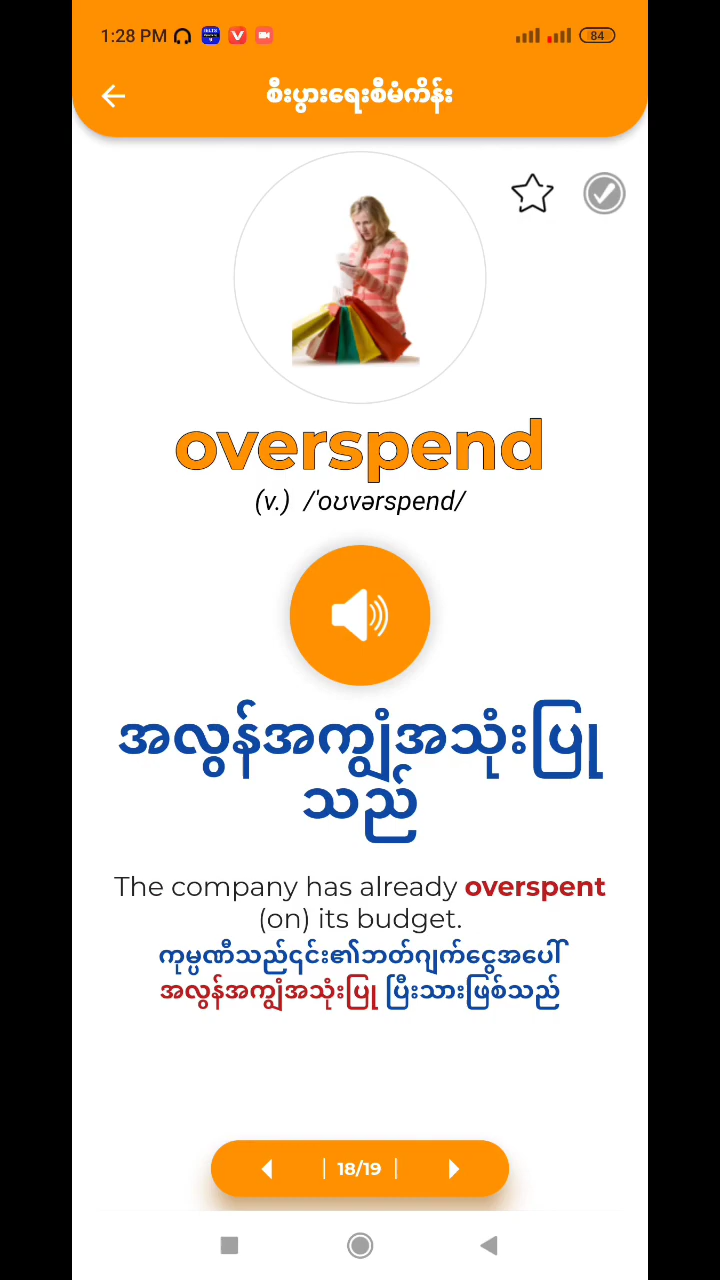 1:28 PM
84
စီးပွားရေးစီမံကိန်း
overspend
(v.) /'oʊvərspend/
အလွန်အကျွံအသုံးပြု
သည်
The company has already overspent
(on) its budget.
ကုမ္ပဏီသည်၎င်း၏ဘတ်ဂျက်ငွေအပေါ်
အလွန်အကျွံအသုံးပြု ပြီးသားဖြစ်သည်
18/19